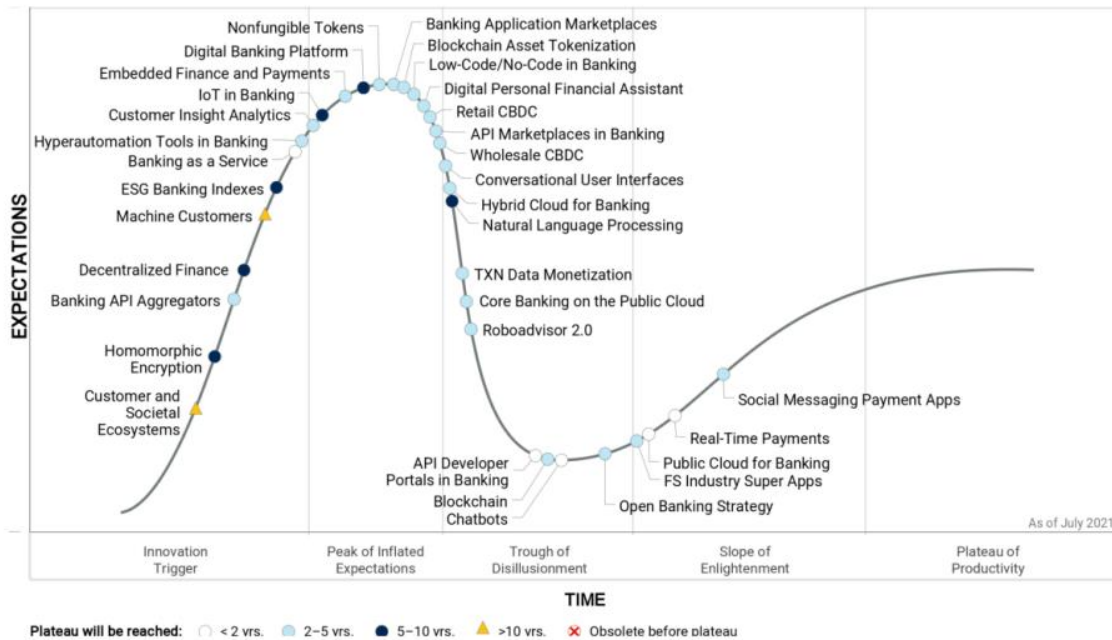 Nonfungible Tokens
Digital Banking Platform
Embedded Finance and Payments
IoT in Banking
Customer Insight Analytics
Hyperautomation Tools in Banking
Banking as a Service
ESG Banking Indexes
Machine Customers
Decentralized Finance
Banking API Aggregators
Homomorphic
Encryption
Customer and
Societal
Ecosystems
Banking Application Marketplaces
Blockchain Asset Tokenization
Low-Code/No-Code in Banking
Digital Personal Financial Assistant
Retail CBDC
API Marketplaces in Banking
Wholesale CBDC
Conversational User Interfaces
Hybrid Cloud for Banking
Natural Language Processing
TXN Data Monetization
Core Banking on the Public Cloud
Roboadvisor 2.0
API Developer
Portals in Banking
Blockchain
Chatbots
Social Messaging Payment Apps
Real-Time Payments
Public Cloud for Banking
FS Industry Super Apps
Open Banking Strategy
As of July 2021
EXPECTATIONS
Innovation
Trigger
Peak of Inflated
Expectations
Trough of
Disillusionment
Slope of
Enlightenment
Plateau of
Productivity
TIME
Plateau will be reached: < 2 yrs. 2–5 yrs. 5–10 yrs. >10 yrs. Obsolete before plateau